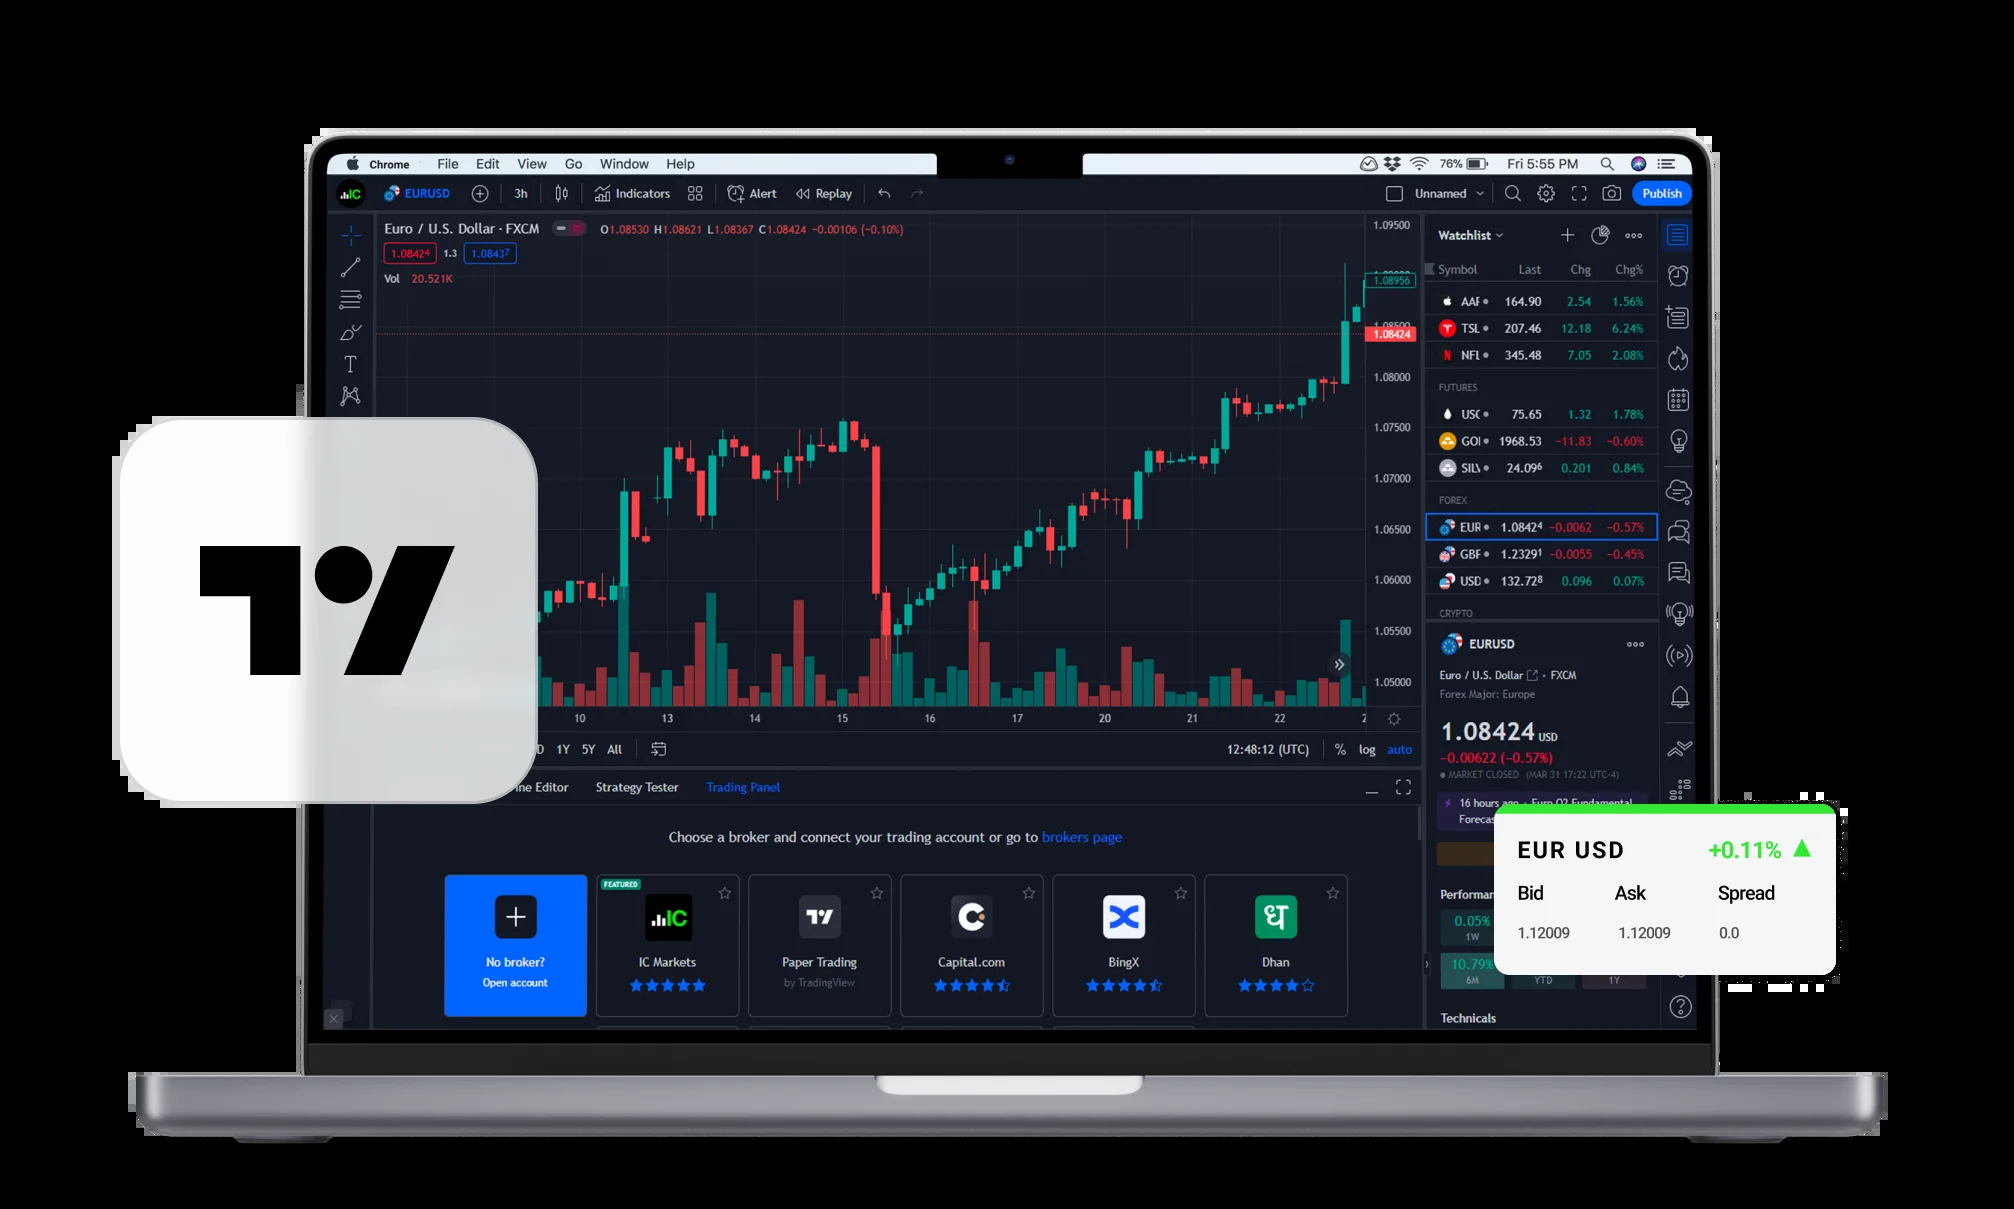 Chrome File Edit View Go Window Help
76% Fri 5:55 PM
IC EURUSD 3h Indicators Alert Replay
Unnamed Publish
Euro / U.S. Dollar · FXCM O1.08530 H1.08621 L1.08367 C1.08424 −0.00106 (−0.10%)
1.08424 1.3 1.08437
Vol 20.521K
1.09500
1.08956
1.08500
1.08424
1.08000
1.07500
1.07000
1.06500
1.06000
1.05500
1.05000
10 13 14 15 16 17 20 21 22 2
D 1Y 5Y All
12:48:12 (UTC) % log auto
Watchlist
Symbol Last Chg Chg%
AAF 164.90 2.54 1.56%
TSL 207.46 12.18 6.24%
NFL 345.48 7.05 2.08%
FUTURES
USC 75.65 1.32 1.78%
GOI 1968.53 −11.83 −0.60%
24.096 0.201 0.84%
FOREX
EUR 1.08424 −0.0062 −0.57%
GBF 1.23291 −0.0055 −0.45%
USD 132.728 0.096 0.07%
CRYPTO
EURUSD
Euro / U.S. Dollar · FXCM
Forex Major: Europe
1.08424 USD
−0.00622 (−0.57%)
MARKET CLOSED (MAR 31 17:22 UTC-4)
16 hours ago · Euro Q2 Fundamental
Forecas
Performan
0.05%
1W
10.79%
6M YTD 1Y
Technicals
ine Editor Strategy Tester Trading Panel
Choose a broker and connect your trading account or go to brokers page
No broker?
Open account
FEATURED
IC
IC Markets
Paper Trading
by TradingView
Capital.com
BingX
ध
Dhan
EUR USD +0.11%
Bid Ask Spread
1.12009 1.12009 0.0